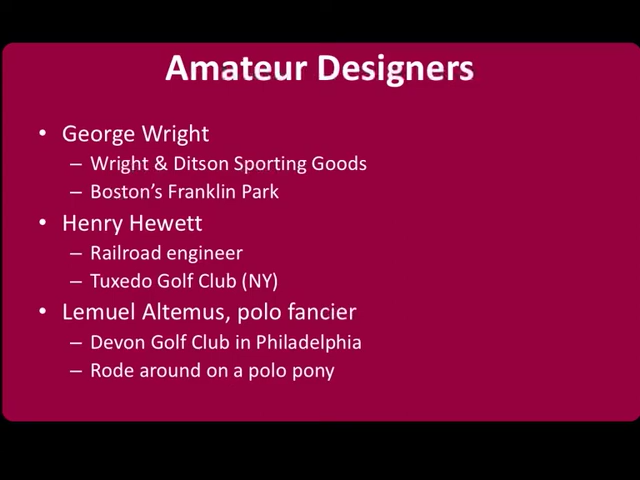 Amateur Designers
• George Wright
– Wright & Ditson Sporting Goods
– Boston’s Franklin Park
• Henry Hewett
– Railroad engineer
– Tuxedo Golf Club (NY)
• Lemuel Altemus, polo fancier
– Devon Golf Club in Philadelphia
– Rode around on a polo pony